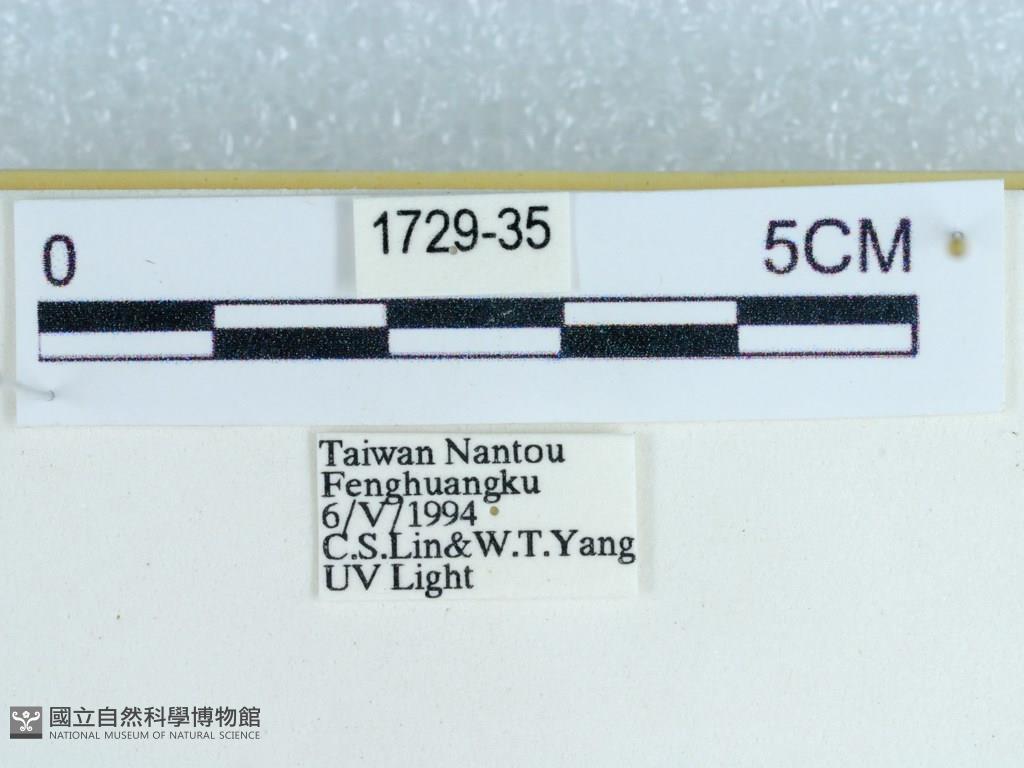 1729-35
0 5CM
Taiwan Nantou
Fenghuangku
6/V/1994
C.S.Lin&W.T.Yang
UV Light
國立自然科學博物館
NATIONAL MUSEUM OF NATURAL SCIENCE